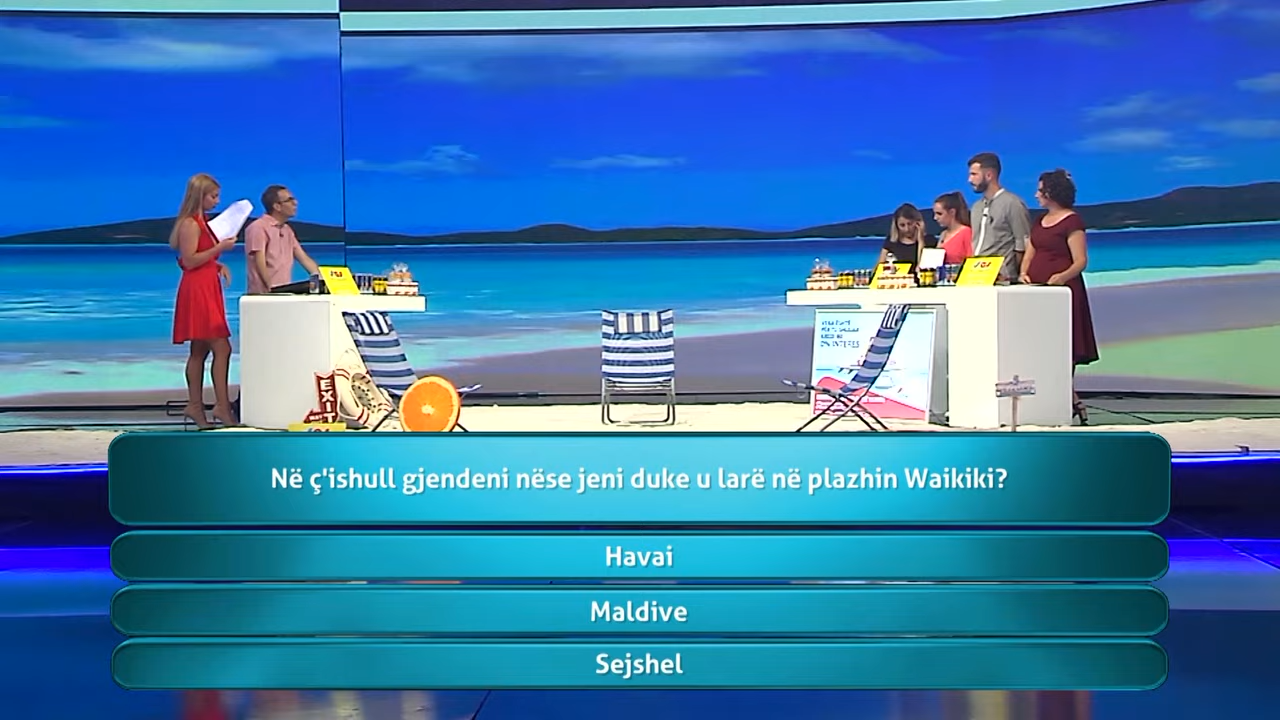 EXIT
Në ç'ishull gjendeni nëse jeni duke u larë në plazhin Waikiki?
Havai
Maldive
Sejshel